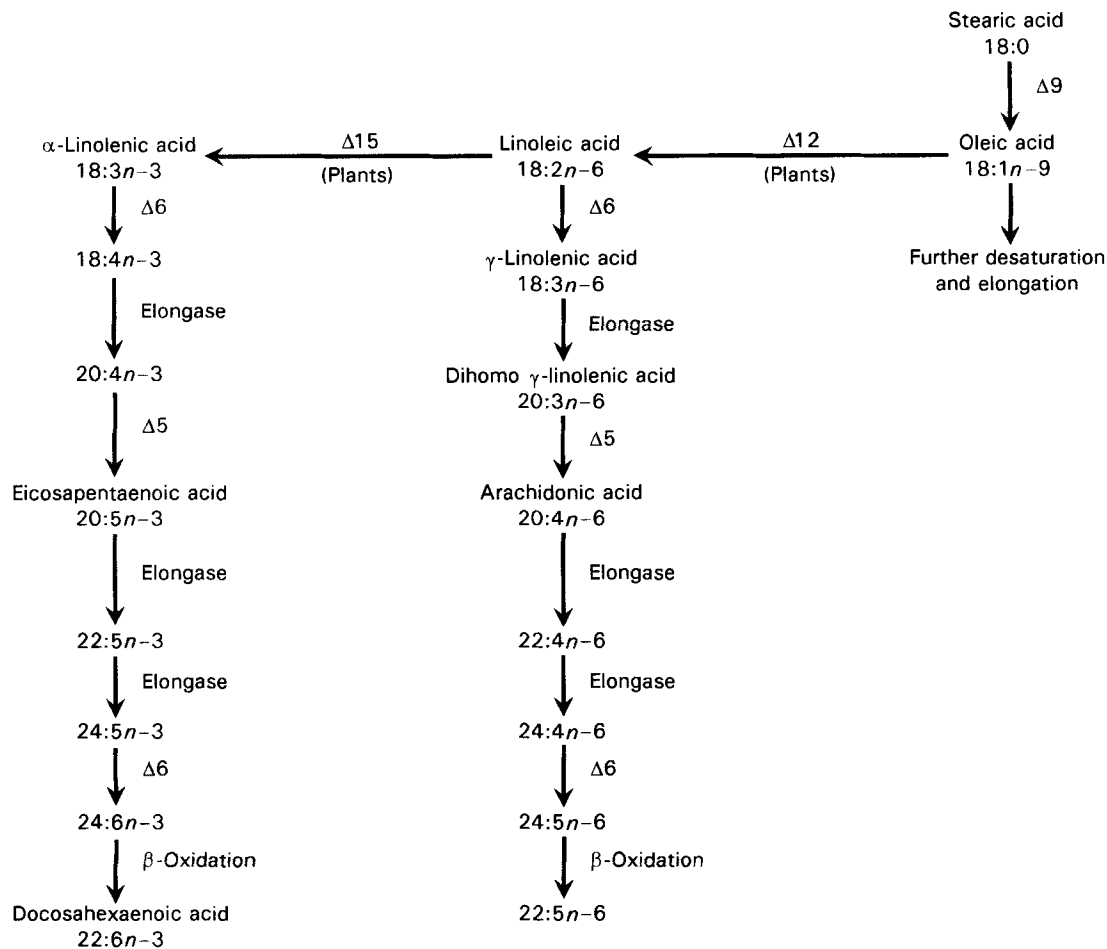 Stearic acid
18:0
Δ9
α-Linolenic acid
18:3n–3
Δ15
(Plants)
Linoleic acid
18:2n–6
Δ12
(Plants)
Oleic acid
18:1n–9
Δ6
18:4n–3
Elongase
20:4n–3
Δ5
Eicosapentaenoic acid
20:5n–3
Elongase
22:5n–3
Elongase
24:5n–3
Δ6
24:6n–3
β-Oxidation
Docosahexaenoic acid
22:6n–3
Δ6
γ-Linolenic acid
18:3n–6
Elongase
Dihomo γ-linolenic acid
20:3n–6
Δ5
Arachidonic acid
20:4n–6
Elongase
22:4n–6
Elongase
24:4n–6
Δ6
24:5n–6
β-Oxidation
22:5n–6
Further desaturation
and elongation